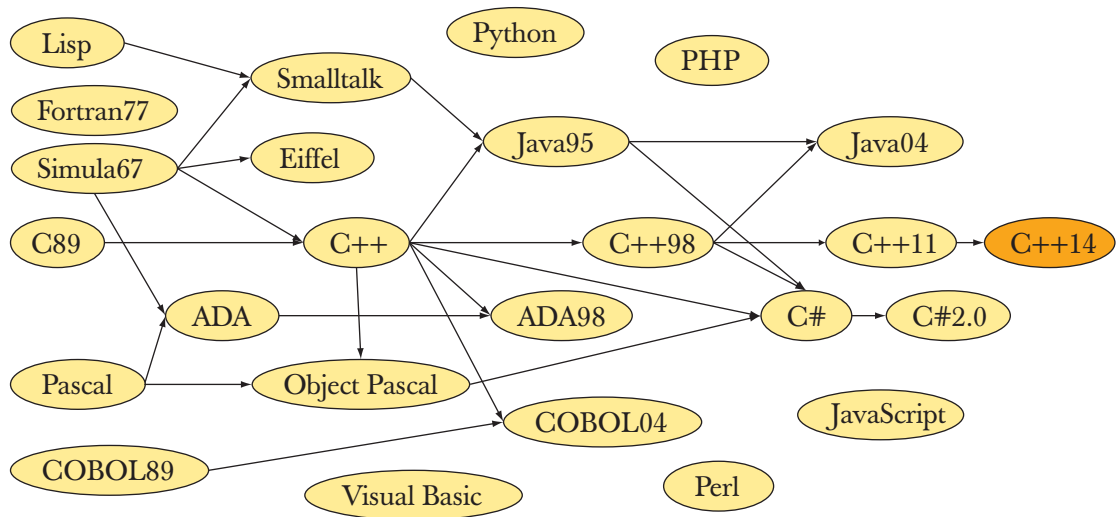 Lisp
Python
PHP
Smalltalk
Fortran77
Java95
Java04
Simula67
Eiffel
C89
C++
C++98
C++11
C++14
ADA
ADA98
C#
C#2.0
Pascal
Object Pascal
JavaScript
COBOL04
COBOL89
Visual Basic
Perl